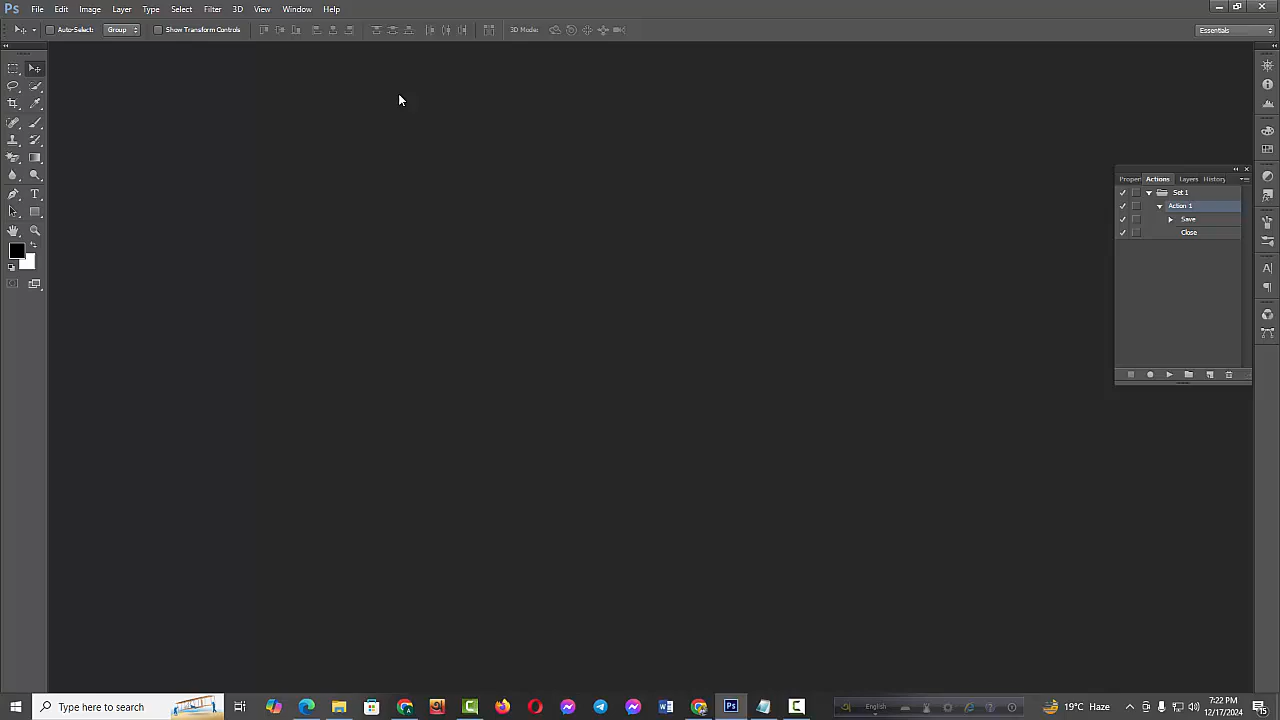 Ps File Edit Image Layer Type Select Filter 3D View Window Help
Auto-Select: Group Show Transform Controls 3D Mode: Essentials
Proper Actions Layers History
Set 1
Action 1
Save
Close
Type here to search
English
19°C Haze
7:22 PM
12/17/2024